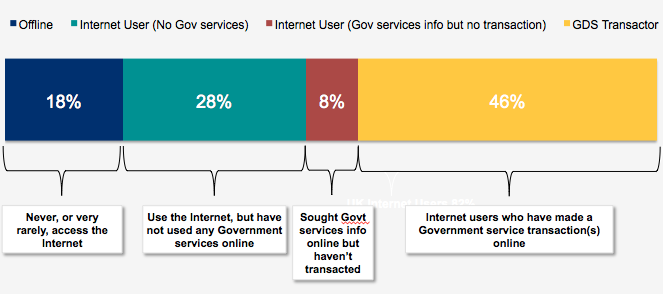 Offline Internet User (No Gov services) Internet User (Gov services info but no transaction) GDS Transactor
18% 28% 8% 46%
UK Internet Users 82%
Never, or very
rarely, access the
Internet
Use the Internet, but have
not used any Government
services online
Sought Govt
services info
online but
haven't
transacted
Internet users who have made a
Government service transaction(s)
online